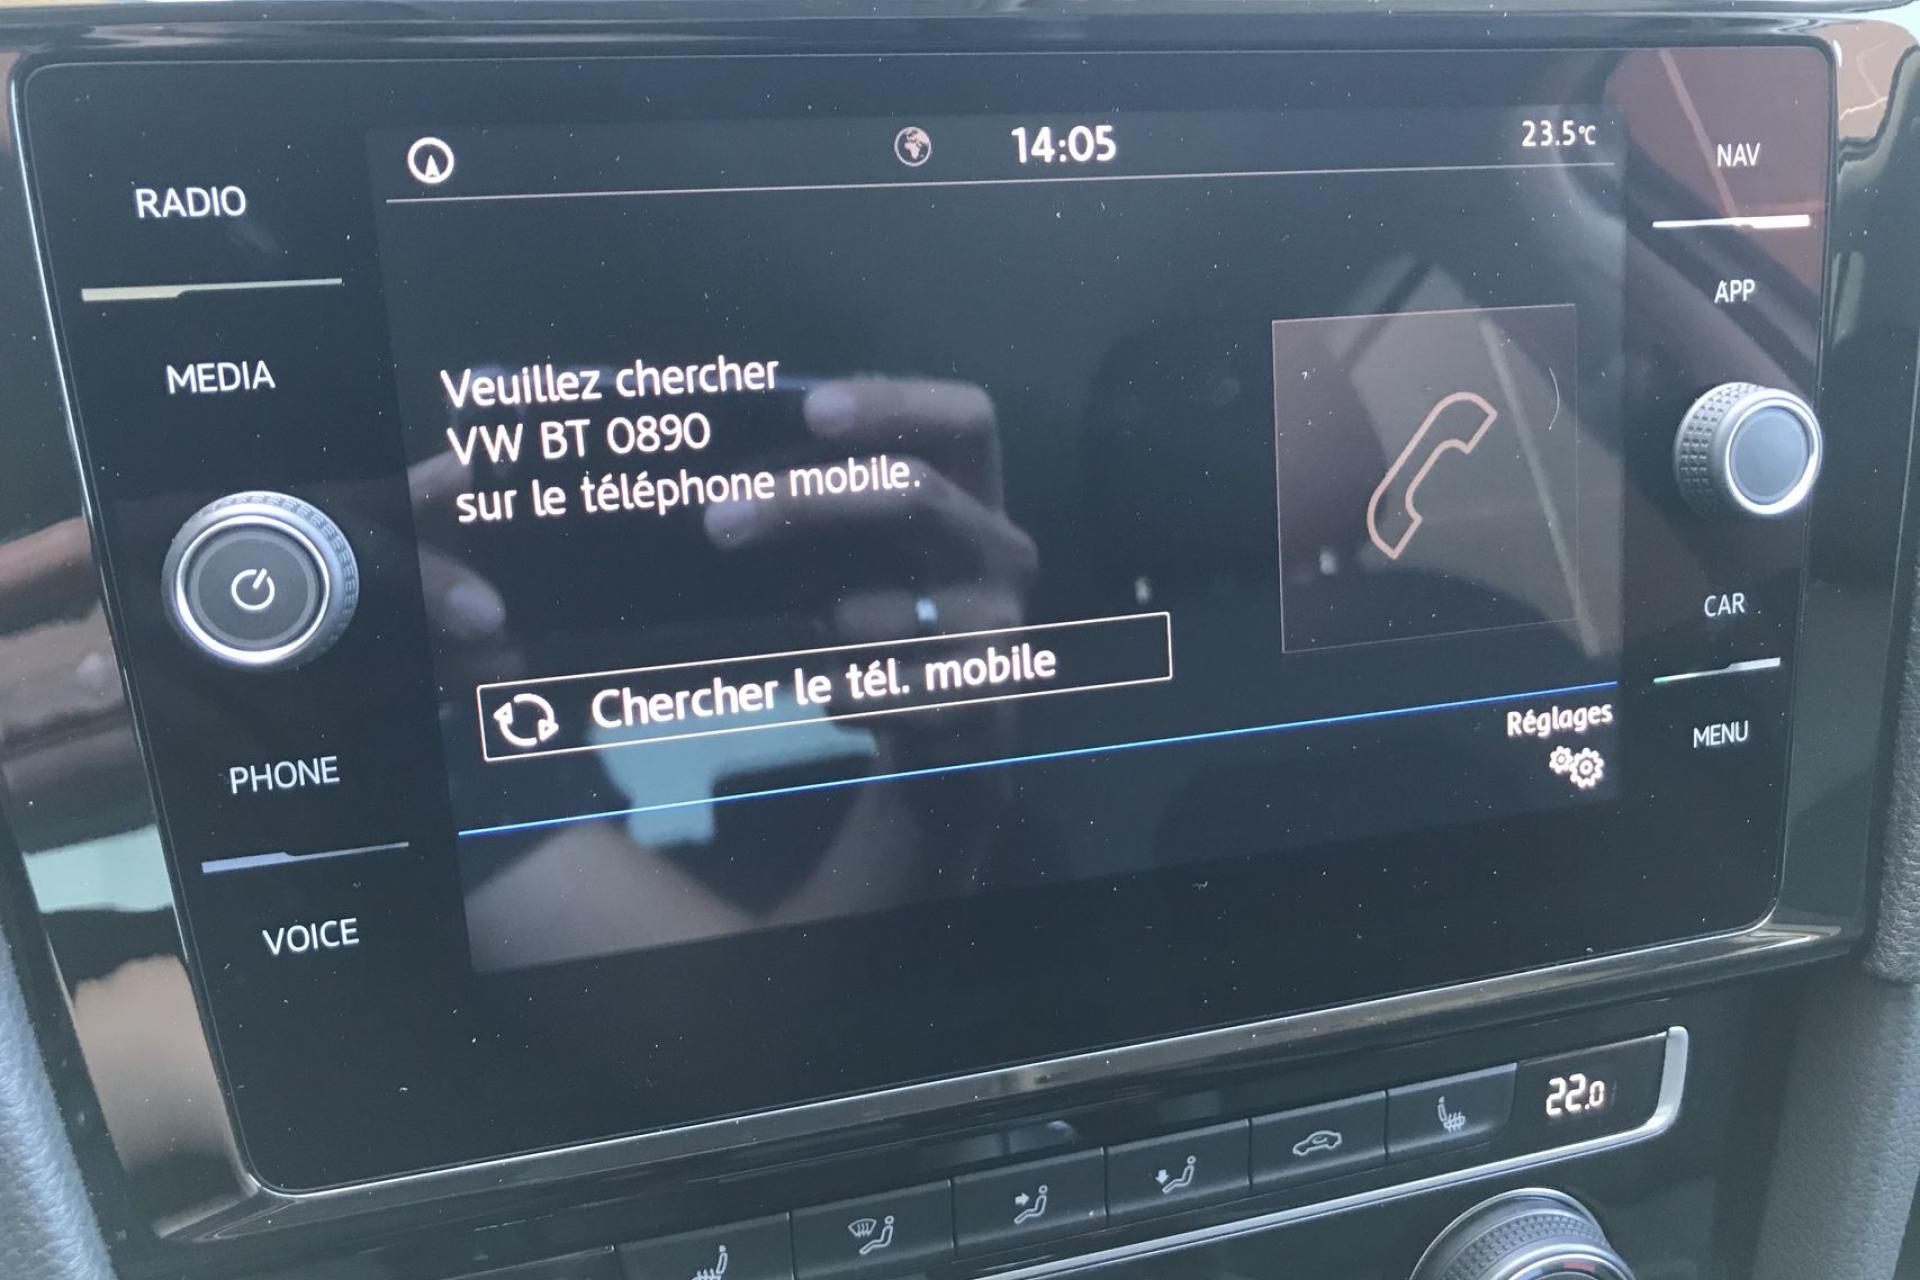 RADIO
MEDIA
PHONE
VOICE
14:05
23.5°C
Veuillez chercher
VW BT 0890
sur le téléphone mobile.
Chercher le tél. mobile
Réglages
NAV
APP
CAR
MENU
22.0